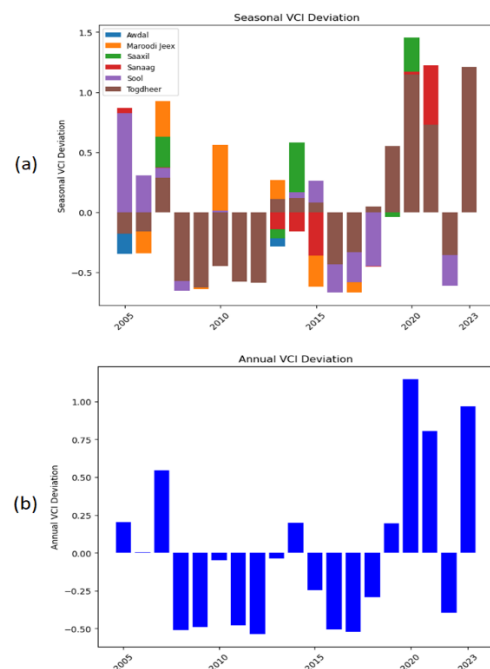 Seasonal VCI Deviation
Awdal
Maroodi Jeex
Saaxil
Sanaag
Sool
Togdheer
1.5
1.0
0.5
0.0
−0.5
Seasonal VCI Deviation
(a)
2005
2010
2015
2020
2023
Annual VCI Deviation
1.00
0.75
0.50
0.25
0.00
−0.25
−0.50
Annual VCI Deviation
(b)
2005
2010
2015
2020
2023